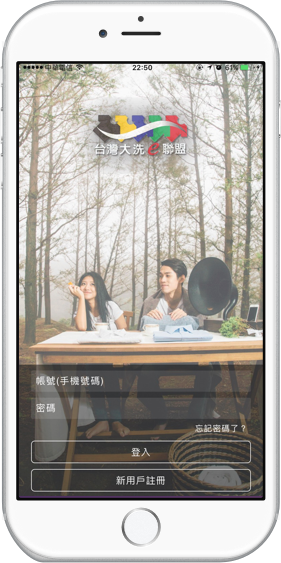 中華電信 22:50 61%
台灣大洗e聯盟
帳號(手機號碼)
密碼
忘記密碼了？
登入
新用戶註冊